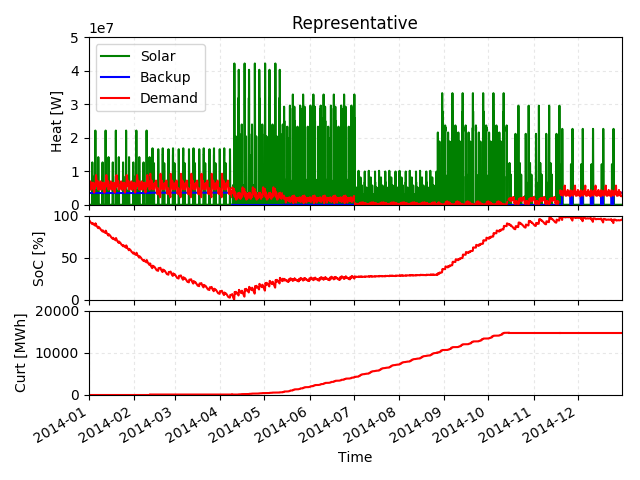 Representative
1e7
5
4
3
2
1
0
Heat [W]
Solar
Backup
Demand
100
50
0
SoC [%]
20000
10000
0
Curt [MWh]
2014-01
2014-02
2014-03
2014-04
2014-05
2014-06
2014-07
2014-08
2014-09
2014-10
2014-11
2014-12
Time